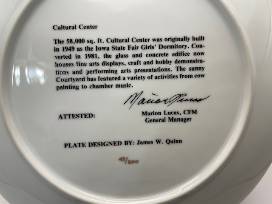 Cultural Center
The 58,000 sq. ft. Cultural Center was originally built
in 1949 as the Iowa State Fair Girls' Dormitory. Con-
verted in 1981, the glass and concrete edifice now
houses fine arts displays, craft and hobby demonstra-
tions and performing arts presentations. The sunny
Courtyard has featured a variety of activities from cow
painting to chamber music.
Marion Lucas
ATTESTED:
Marion Lucas, CFM
General Manager
PLATE DESIGNED BY: James W. Quinn